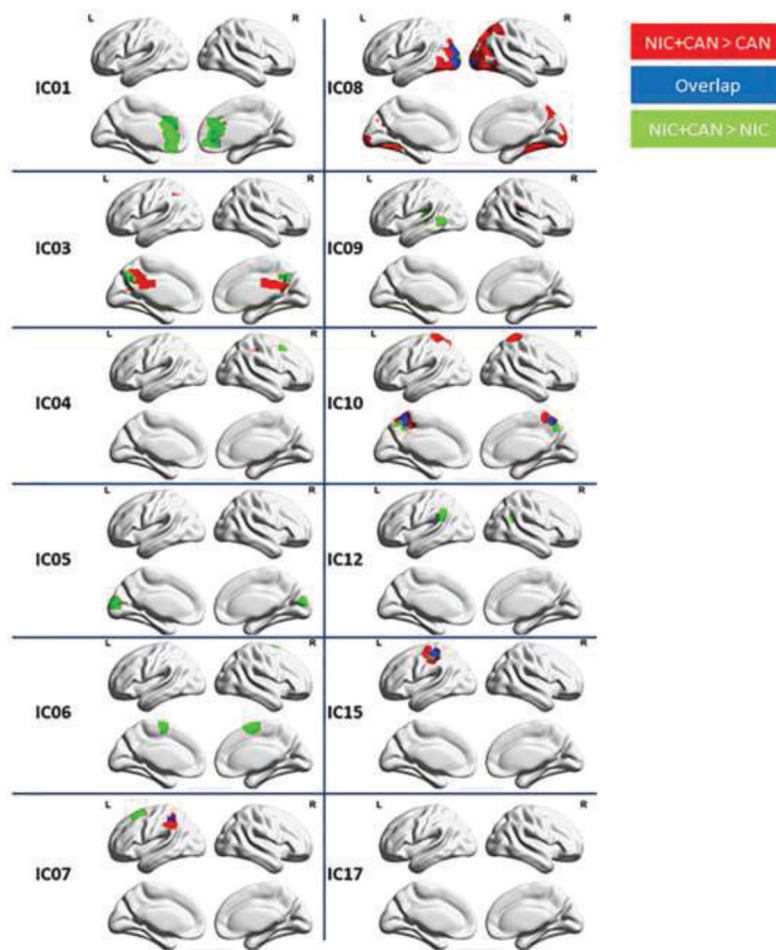 L R
IC01
L R
IC08
NIC+CAN > CAN
Overlap
NIC+CAN > NIC
L R
IC03
L R
IC09
L R
IC04
L R
IC10
L R
IC05
L R
IC12
L R
IC06
L R
IC15
L R
IC07
L R
IC17